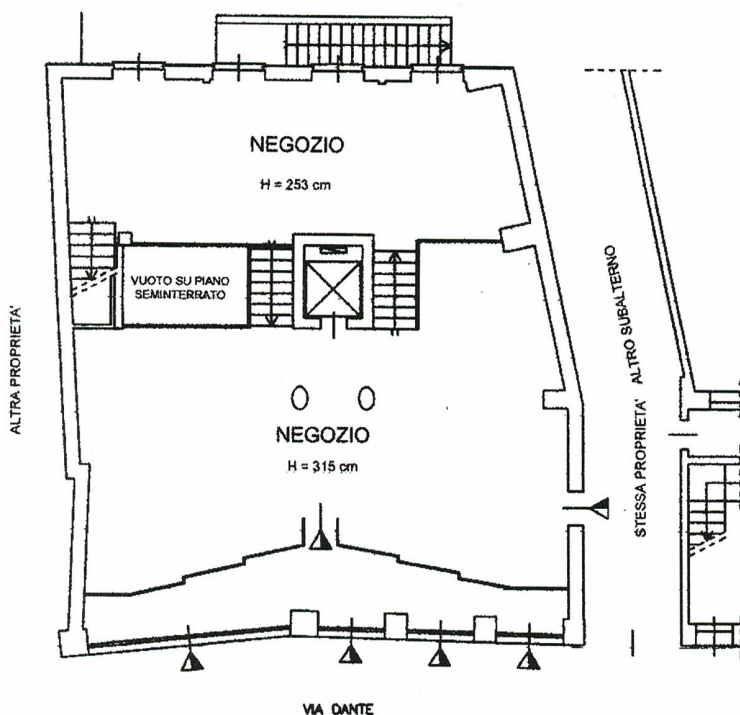 NEGOZIO
H = 253 cm
VUOTO SU PIANO
SEMINTERRATO
ALTRA PROPRIETA'
NEGOZIO
H = 315 cm
STESSA PROPRIETA' ALTRO SUBALTERNO
VIA DANTE